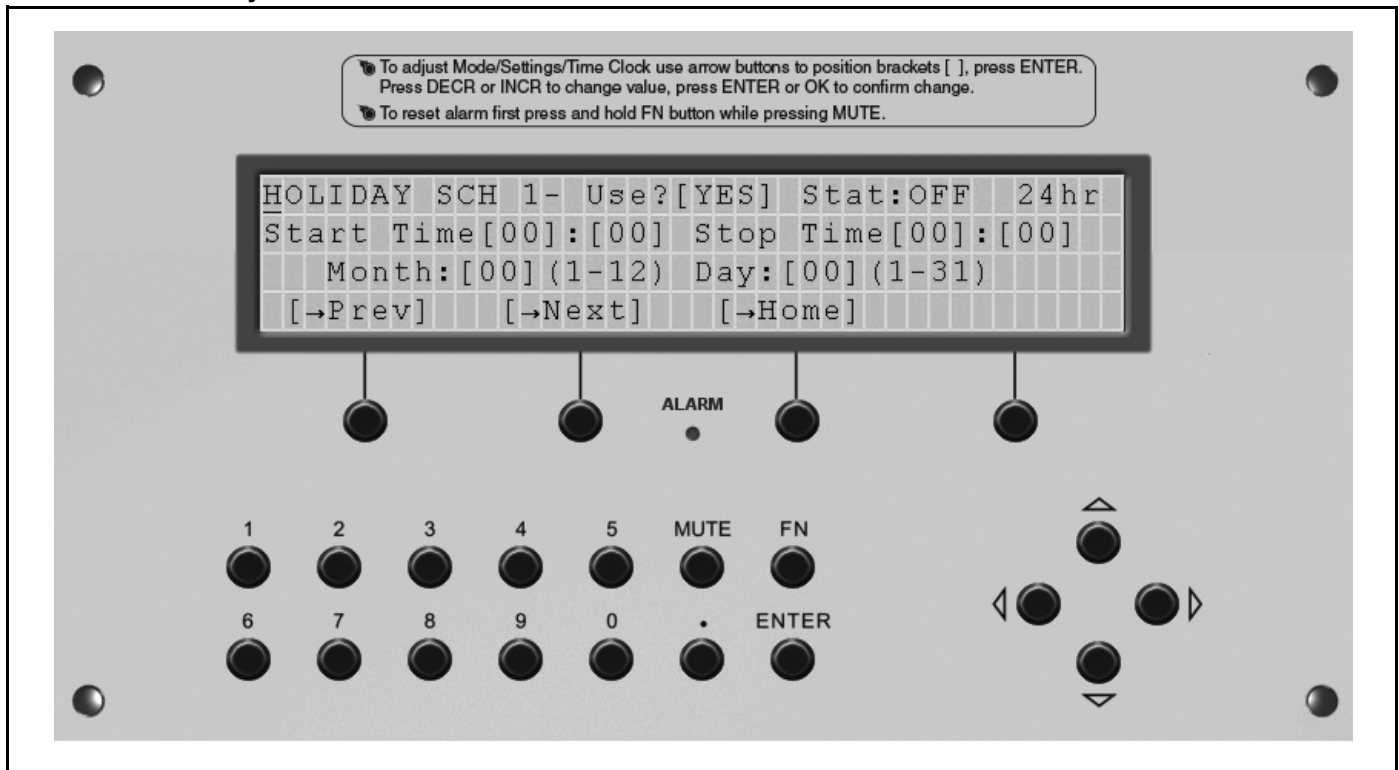 To adjust Mode/Settings/Time Clock use arrow buttons to position brackets [ ], press ENTER.
Press DECR or INCR to change value, press ENTER or OK to confirm change.
To reset alarm first press and hold FN button while pressing MUTE.
HOLIDAY SCH 1- Use?[YES] Stat:OFF 24hr
Start Time[00]:[00] Stop Time[00]:[00]
Month:[00](1-12) Day:[00](1-31)
[→Prev] [→Next] [→Home]
ALARM
1 2 3 4 5 MUTE FN
6 7 8 9 0 . ENTER